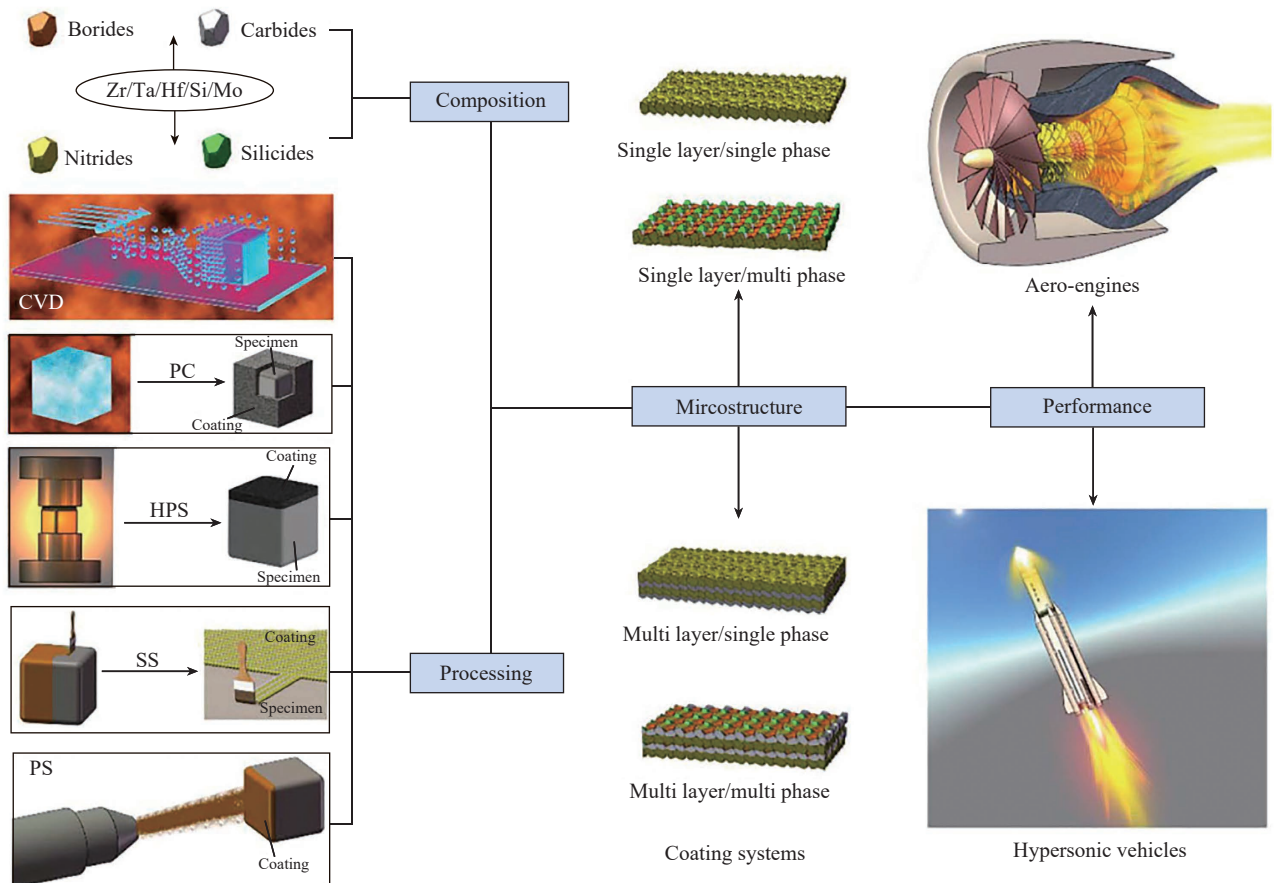 Borides
Carbides
Zr/Ta/Hf/Si/Mo
Nitrides
Silicides
Composition
CVD
Specimen
PC
Coating
Coating
HPS
Specimen
Coating
SS
Specimen
PS
Coating
Processing
Single layer/single phase
Single layer/multi phase
Mircostructure
Multi layer/single phase
Multi layer/multi phase
Coating systems
Aero-engines
Performance
Hypersonic vehicles